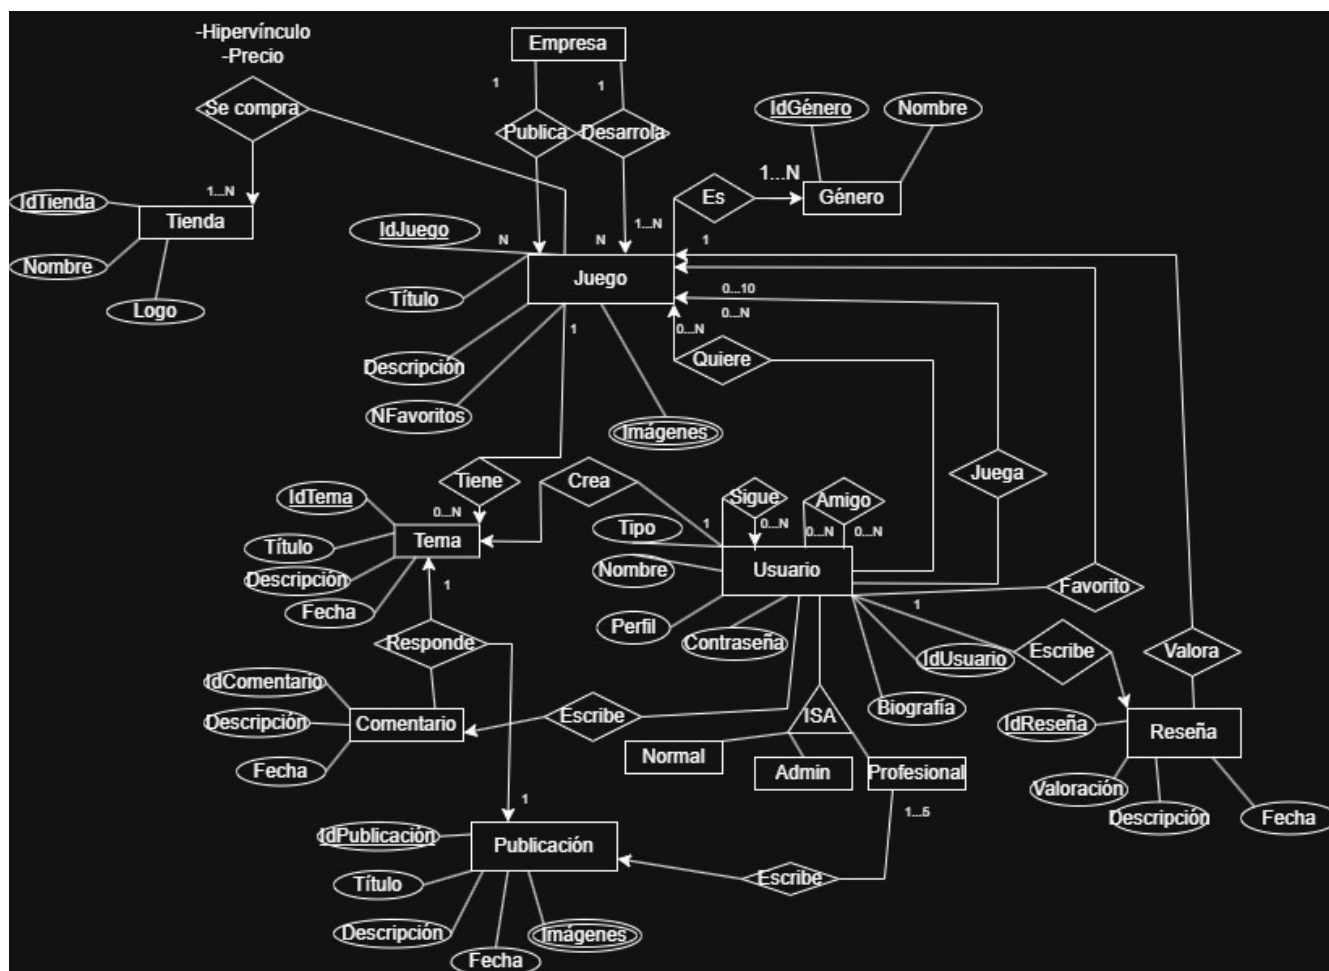 -Hipervínculo
-Precio
Empresa
Se compra
1
1
IdGénero
Nombre
Publica
Desarrola
1...N
Es
Género
1...N
IdTienda
Tienda
1...N
IdJuego
N
N
1
Nombre
Juego
Título
0...10
Logo
0...N
1
0...N
Descripción
Quiere
NFavoritos
Imágenes
Tiene
Crea
Juega
IdTema
Sigue
Amigo
0...N
Tipo
1
0...N
0...N
0...N
Título
Tema
Nombre
Usuario
Descripción
Favorito
1
1
Fecha
Perfil
Contraseña
Responde
Escribe
Valora
IdUsuario
IdComentario
Biografía
Descripción
Comentario
Escribe
ISA
IdReseña
Reseña
Normal
Fecha
Admin
Profesional
Valoración
1
1...5
Descripción
Fecha
IdPublicación
Publicación
Título
Escribe
Descripción
Imágenes
Fecha